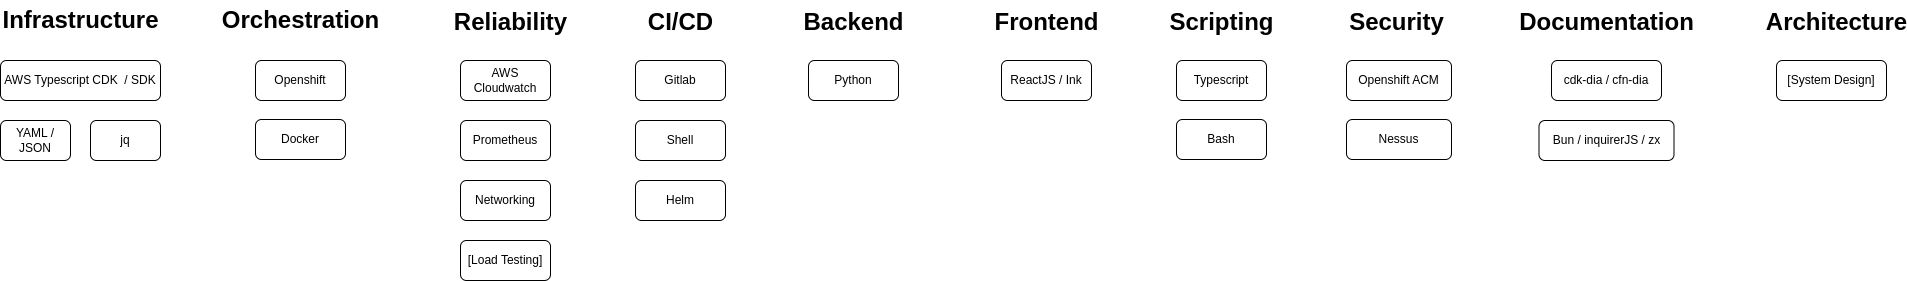 Infrastructure
Orchestration
Reliability
CI/CD
Backend
Frontend
Scripting
Security
Documentation
Architecture
AWS Typescript CDK / SDK
Openshift
AWS
Cloudwatch
Gitlab
Python
ReactJS / Ink
Typescript
Openshift ACM
cdk-dia / cfn-dia
[System Design]
YAML /
JSON
jq
Docker
Prometheus
Shell
Bash
Nessus
Bun / inquirerJS / zx
Networking
Helm
[Load Testing]